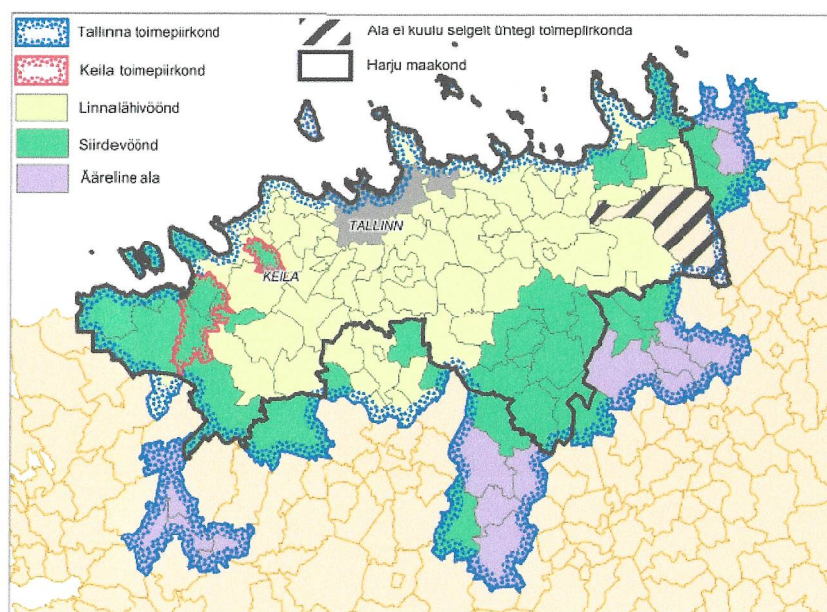 Tallinna toimepiirkond
Keila toimepiirkond
Linnalähivöönd
Siirdevöönd
Ääreline ala
Ala ei kuulu selgelt ühtegi toimepiirkonda
Harju maakond
TALLINN
KEILA